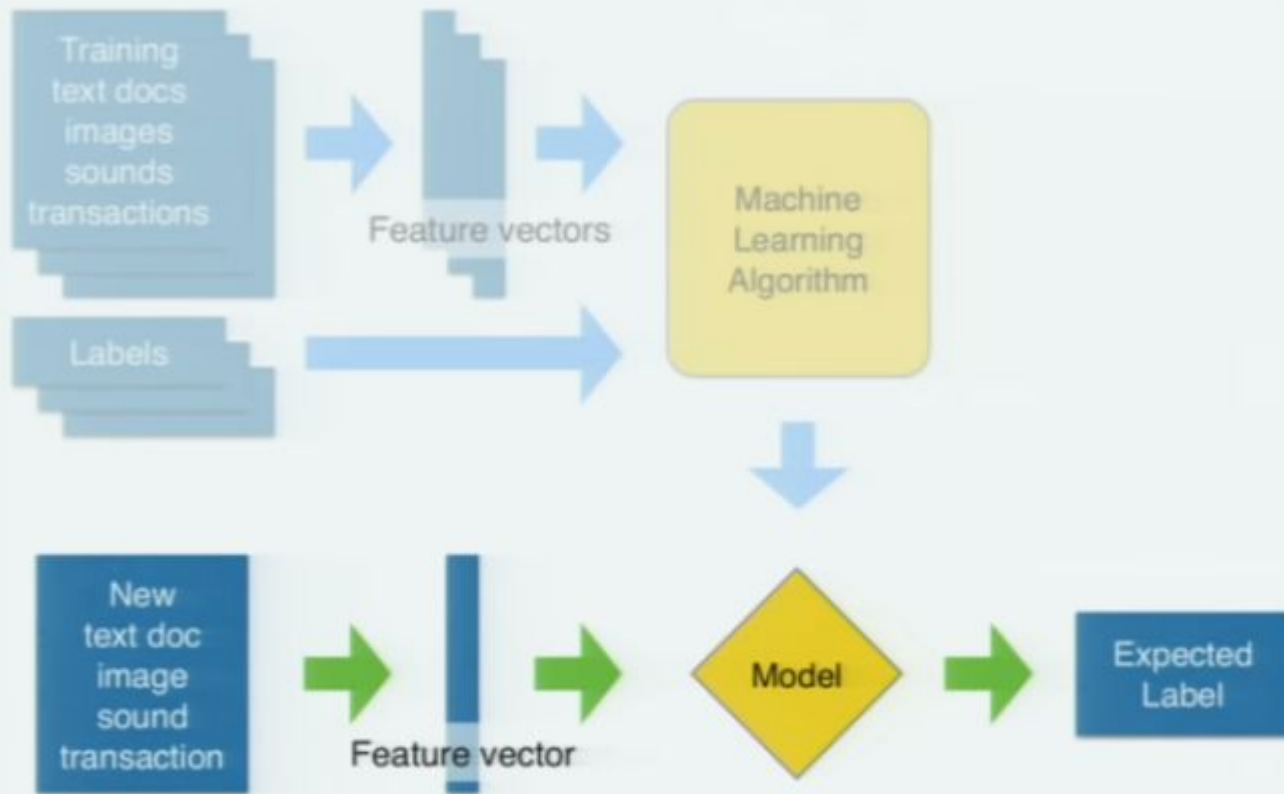 Training
text docs
images
sounds
transactions
Feature vectors
Machine
Learning
Algorithm
Labels
New
text doc
image
sound
transaction
Feature vector
Model
Expected
Label